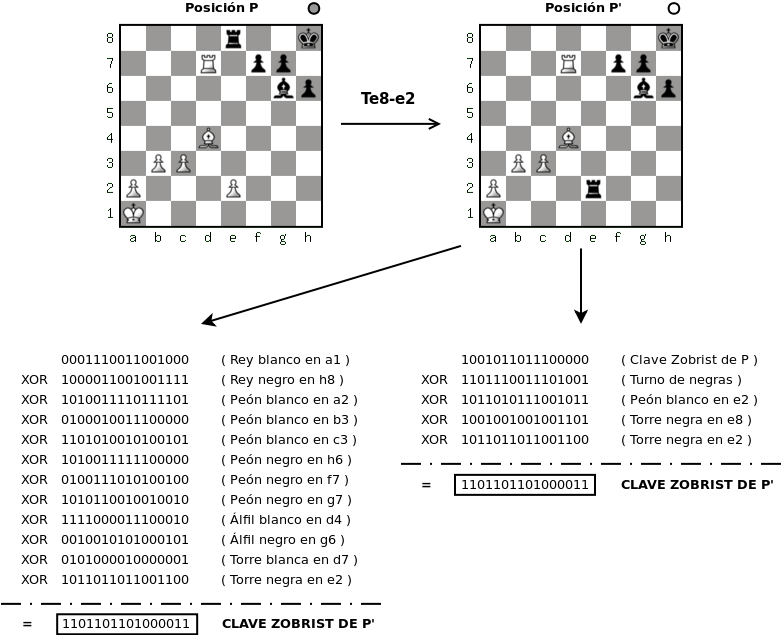 Posición P
Posición P'
8
7
6
5
4
3
2
1
a b c d e f g h
Te8-e2
8
7
6
5
4
3
2
1
a b c d e f g h
0001110011001000 ( Rey blanco en a1 )
XOR 1000011001001111 ( Rey negro en h8 )
XOR 1010011110111101 ( Peón blanco en a2 )
XOR 0100010011100000 ( Peón blanco en b3 )
XOR 1101010010100101 ( Peón blanco en c3 )
XOR 1010011111100000 ( Peón negro en h6 )
XOR 0100111010100100 ( Peón negro en f7 )
XOR 1010110010010010 ( Peón negro en g7 )
XOR 1111000011100010 ( Álfil blanco en d4 )
XOR 0010010101000101 ( Álfil negro en g6 )
XOR 0101000010000001 ( Torre blanca en d7 )
XOR 1011011011001100 ( Torre negra en e2 )
= 1101101101000011 CLAVE ZOBRIST DE P'
1001011011100000 ( Clave Zobrist de P )
XOR 1101110011101001 ( Turno de negras )
XOR 1011010111001011 ( Peón blanco en e2 )
XOR 1001001001001101 ( Torre negra en e8 )
XOR 1011011011001100 ( Torre negra en e2 )
= 1101101101000011 CLAVE ZOBRIST DE P'